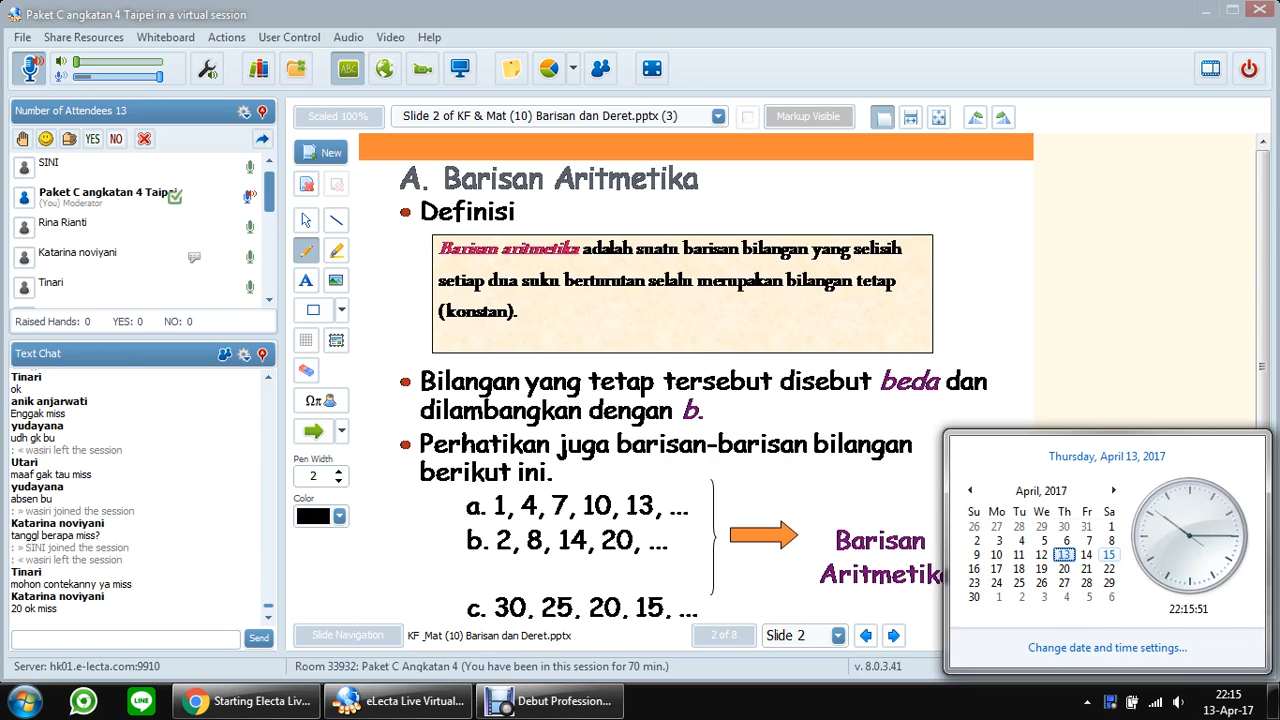 Paket C angkatan 4 Taipei in a virtual session
File Share Resources Whiteboard Actions User Control Audio Video Help
ABC
Number of Attendees 13
YES NO
SINI
Paket C angkatan 4 Taipei
(You) Moderator
Rina Rianti
Katarina noviyani
Tinari
Raised Hands: 0 YES: 0 NO: 0
Text Chat
Tinari
ok
anik anjarwati
Enggak miss
yudayana
udh gk bu
: « wasiri left the session
Utari
maaf gak tau miss
yudayana
absen bu
: » wasiri joined the session
Katarina noviyani
tanggl berapa miss?
: » SINI joined the session
: « wasiri left the session
Tinari
mohon contekanny ya miss
Katarina noviyani
20 ok miss
Send
Scaled 100%
Slide 2 of KF & Mat (10) Barisan dan Deret.pptx (3)
Markup Visible
New
A
Ωπ
Pen Width
2
Color
A. Barisan Aritmetika
Definisi
Barisan aritmetika adalah suatu barisan bilangan yang selisih
setiap dua suku berturutan selalu merupakan bilangan tetap
(konstan).
Bilangan yang tetap tersebut disebut beda dan
dilambangkan dengan b.
Perhatikan juga barisan-barisan bilangan
berikut ini.
a. 1, 4, 7, 10, 13, ...
b. 2, 8, 14, 20, ...
c. 30, 25, 20, 15, ...
Barisan
Aritmetika
Slide Navigation
KF _Mat (10) Barisan dan Deret.pptx
2 of 8
Slide 2
Thursday, April 13, 2017
April, 2017
Su Mo Tu We Th Fr Sa
26 27 28 29 30 31 1
2 3 4 5 6 7 8
9 10 11 12 13 14 15
16 17 18 19 20 21 22
23 24 25 26 27 28 29
30 1 2 3 4 5 6
22:15:51
Change date and time settings...
Server: hk01.e-lecta.com:9910
Room 33932: Paket C Angkatan 4 (You have been in this session for 70 min.)
v. 8.0.3.41
LINE
Starting Electa Liv...
eLecta Live Virtual...
Debut Profession...
22:15
13-Apr-17